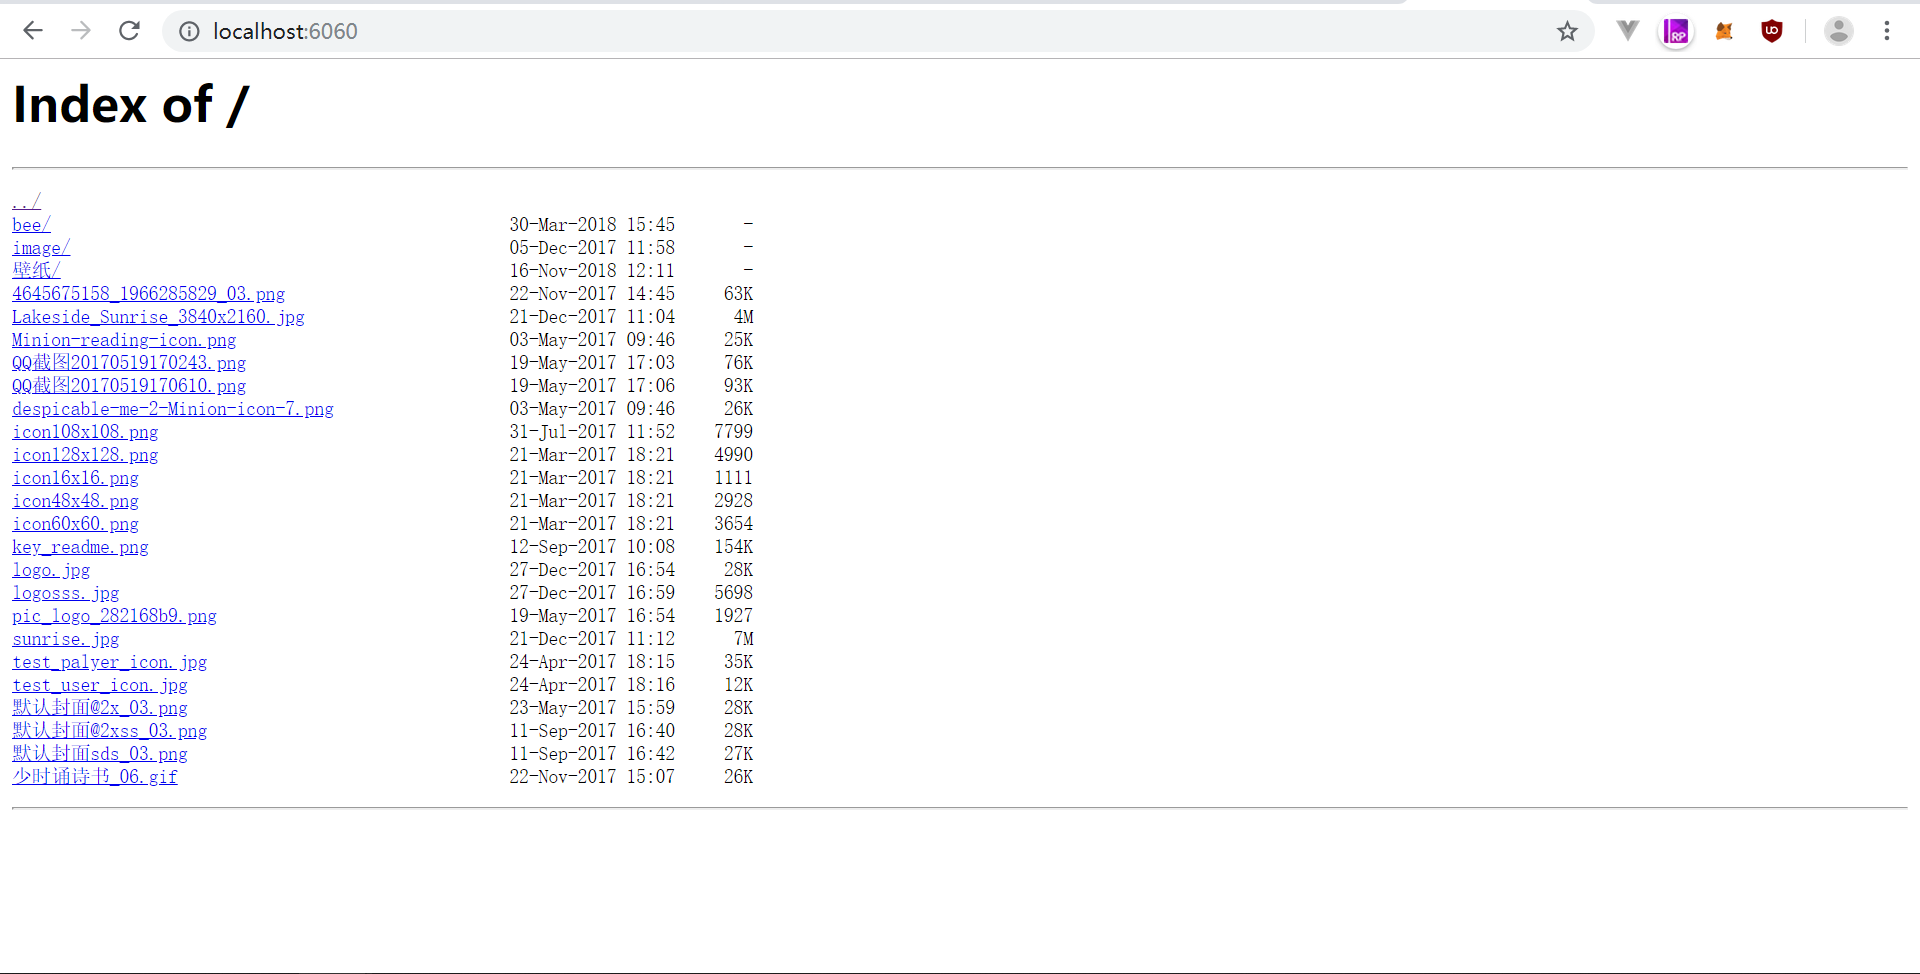 localhost:6060
RP
Index of /
../
bee/ 30-Mar-2018 15:45 -
image/ 05-Dec-2017 11:58 -
壁纸/ 16-Nov-2018 12:11 -
4645675158_1966285829_03.png 22-Nov-2017 14:45 63K
Lakeside_Sunrise_3840x2160.jpg 21-Dec-2017 11:04 4M
Minion-reading-icon.png 03-May-2017 09:46 25K
QQ截图20170519170243.png 19-May-2017 17:03 76K
QQ截图20170519170610.png 19-May-2017 17:06 93K
despicable-me-2-Minion-icon-7.png 03-May-2017 09:46 26K
icon108x108.png 31-Jul-2017 11:52 7799
icon128x128.png 21-Mar-2017 18:21 4990
icon16x16.png 21-Mar-2017 18:21 1111
icon48x48.png 21-Mar-2017 18:21 2928
icon60x60.png 21-Mar-2017 18:21 3654
key_readme.png 12-Sep-2017 10:08 154K
logo.jpg 27-Dec-2017 16:54 28K
logosss.jpg 27-Dec-2017 16:59 5698
pic_logo_282168b9.png 19-May-2017 16:54 1927
sunrise.jpg 21-Dec-2017 11:12 7M
test_palyer_icon.jpg 24-Apr-2017 18:15 35K
test_user_icon.jpg 24-Apr-2017 18:16 12K
默认封面@2x_03.png 23-May-2017 15:59 28K
默认封面@2xss_03.png 11-Sep-2017 16:40 28K
默认封面sds_03.png 11-Sep-2017 16:42 27K
少时诵诗书_06.gif 22-Nov-2017 15:07 26K